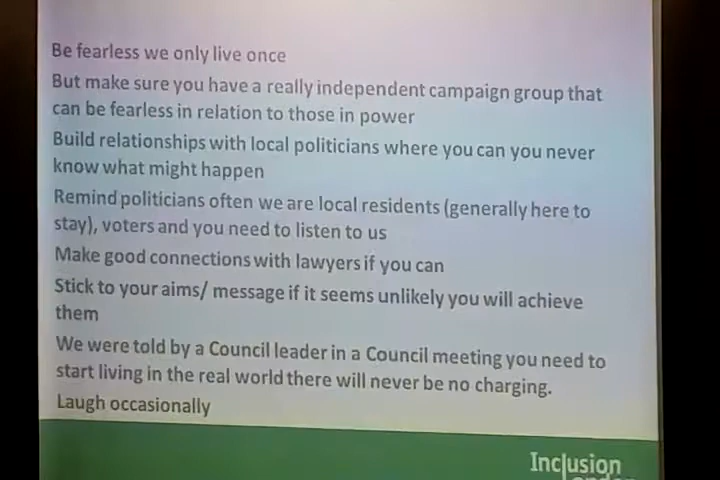 Be fearless we only live once
But make sure you have a really independent campaign group that
can be fearless in relation to those in power
Build relationships with local politicians where you can you never
know what might happen
Remind politicians often we are local residents (generally here to
stay), voters and you need to listen to us
Make good connections with lawyers if you can
Stick to your aims/ message if it seems unlikely you will achieve
them
We were told by a Council leader in a Council meeting you need to
start living in the real world there will never be no charging.
Laugh occasionally
Inclusion